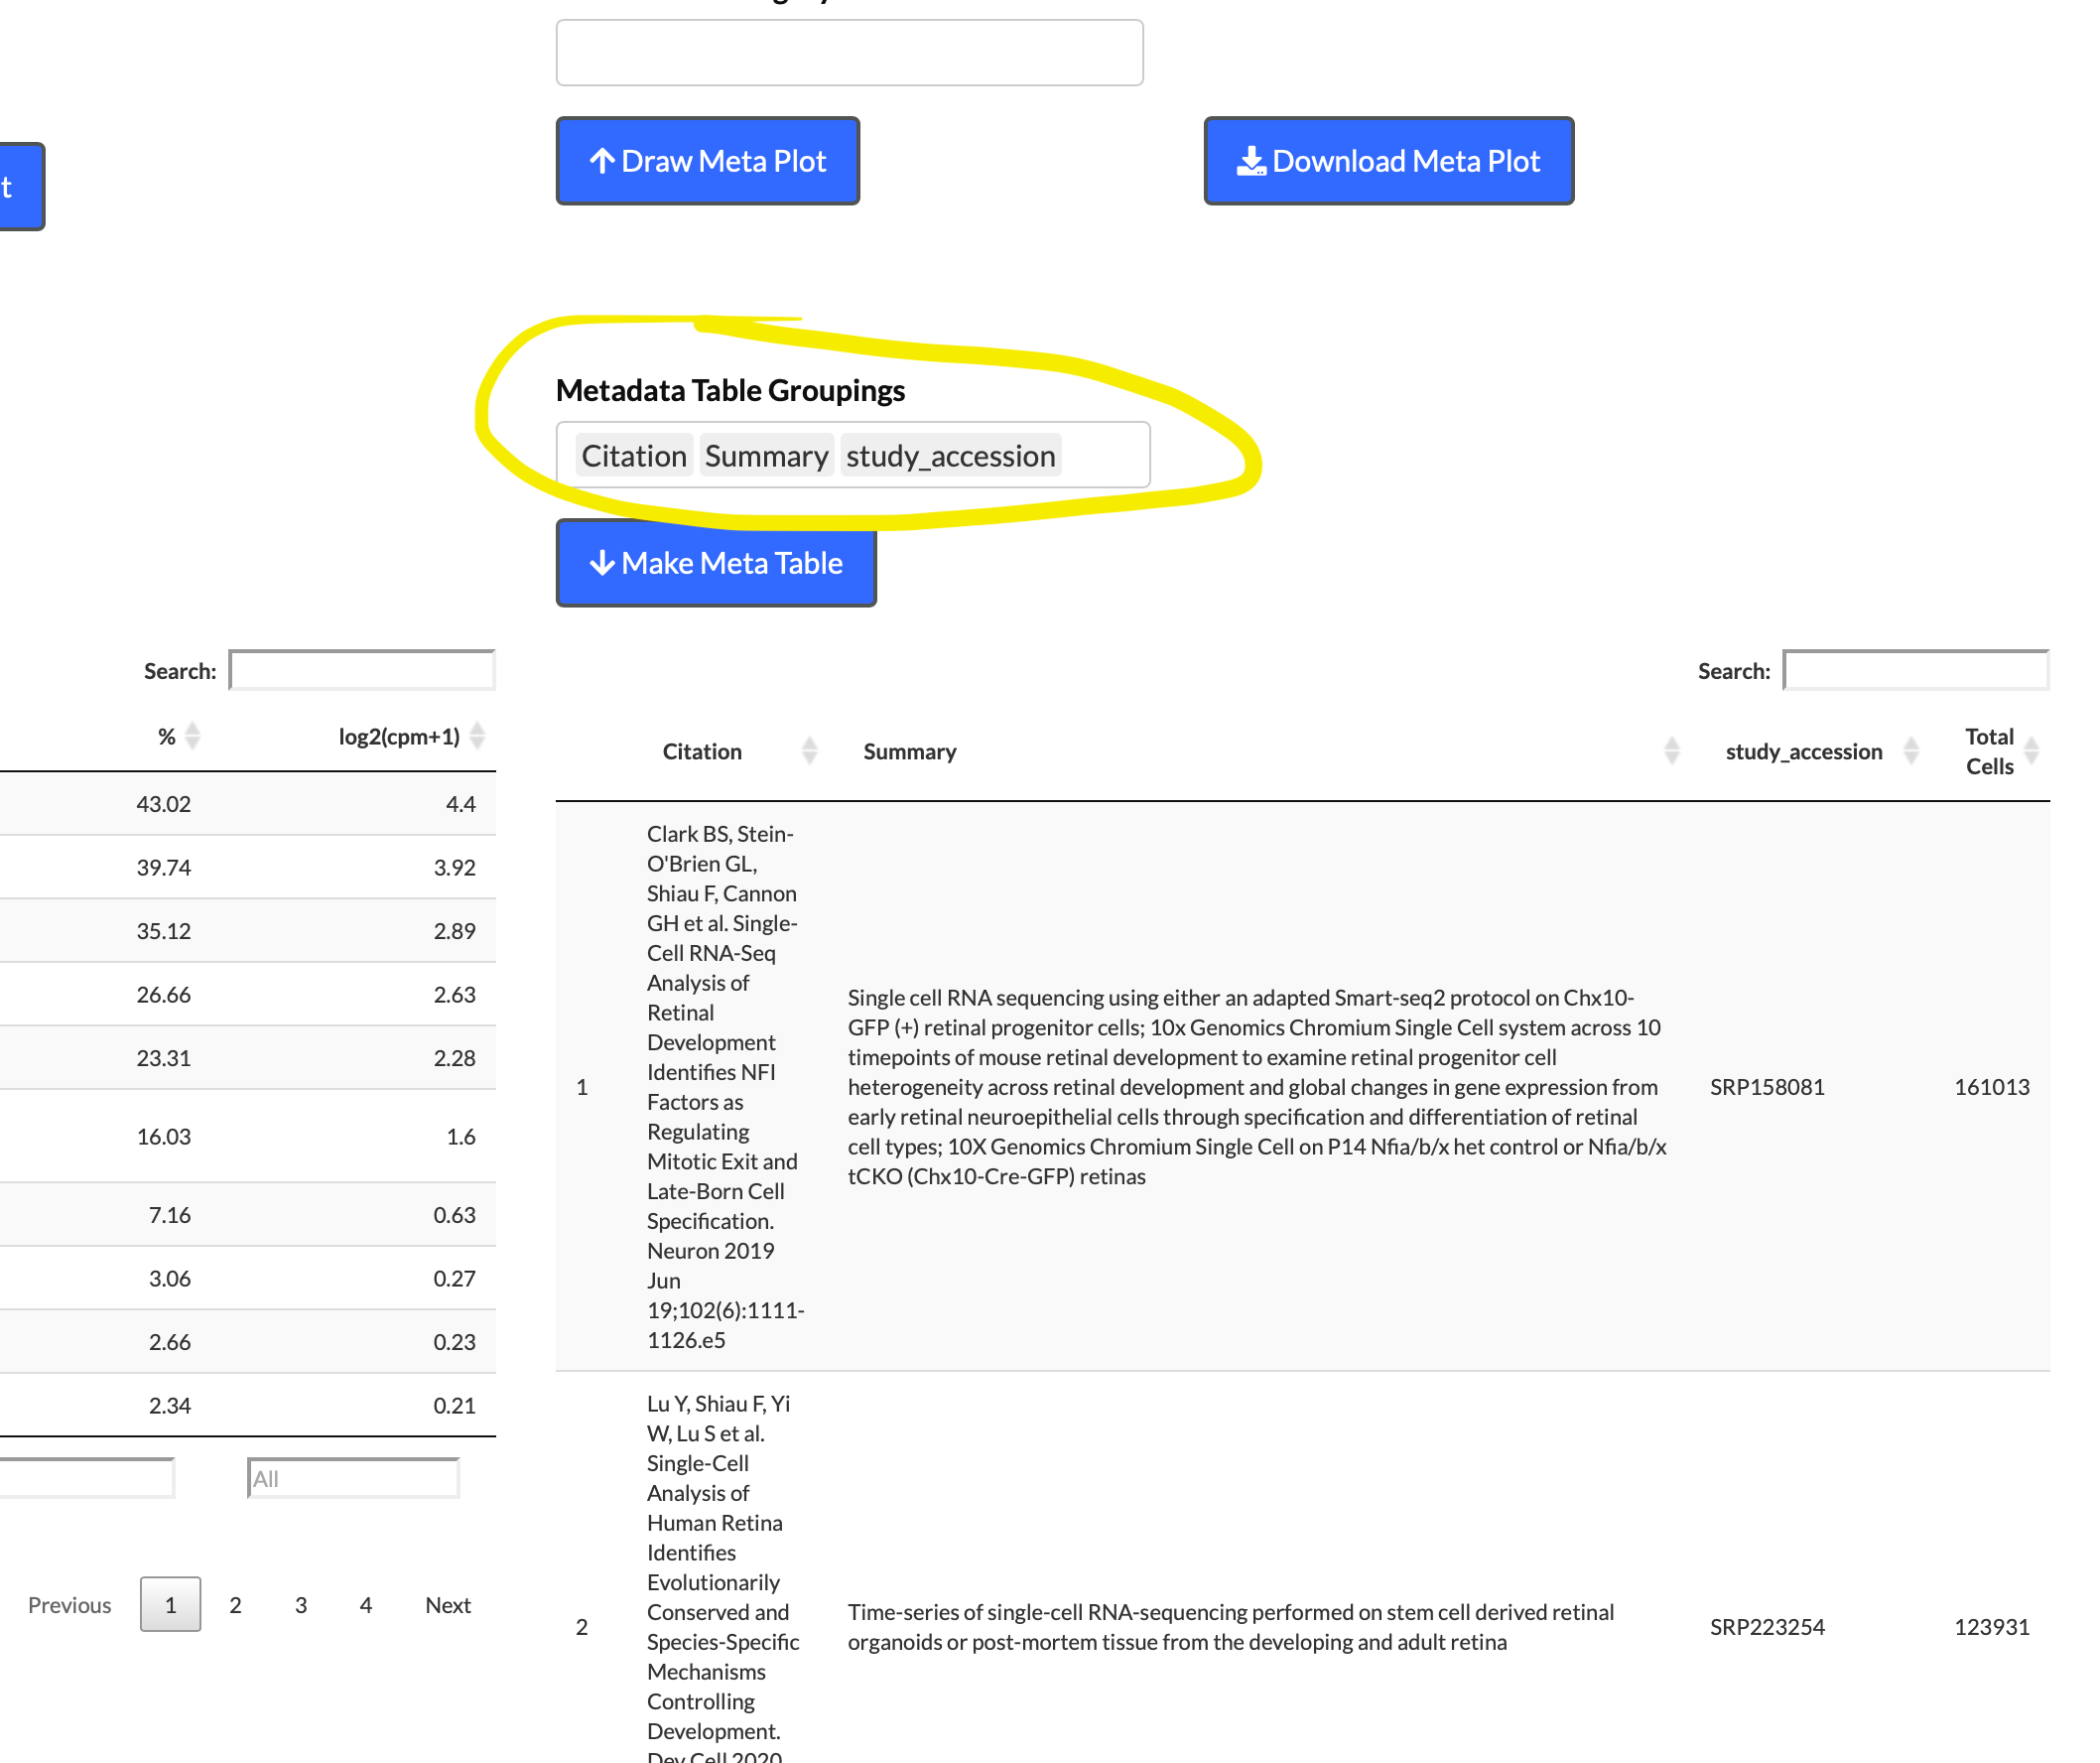 t
Draw Meta Plot
Download Meta Plot
Metadata Table Groupings
Citation Summary study_accession
Make Meta Table
Search:
% log2(cpm+1)
43.02 4.4
39.74 3.92
35.12 2.89
26.66 2.63
23.31 2.28
16.03 1.6
7.16 0.63
3.06 0.27
2.66 0.23
2.34 0.21
All
Previous 1 2 3 4 Next
Search:
Citation Summary study_accession Total
Cells
1
Clark BS, Stein-
O'Brien GL,
Shiau F, Cannon
GH et al. Single-
Cell RNA-Seq
Analysis of
Retinal
Development
Identifies NFI
Factors as
Regulating
Mitotic Exit and
Late-Born Cell
Specification.
Neuron 2019
Jun
19;102(6):1111-
1126.e5
Single cell RNA sequencing using either an adapted Smart-seq2 protocol on Chx10-
GFP (+) retinal progenitor cells; 10x Genomics Chromium Single Cell system across 10
timepoints of mouse retinal development to examine retinal progenitor cell
heterogeneity across retinal development and global changes in gene expression from
early retinal neuroepithelial cells through specification and differentiation of retinal
cell types; 10X Genomics Chromium Single Cell on P14 Nfia/b/x het control or Nfia/b/x
tCKO (Chx10-Cre-GFP) retinas
SRP158081
161013
2
Lu Y, Shiau F, Yi
W, Lu S et al.
Single-Cell
Analysis of
Human Retina
Identifies
Evolutionarily
Conserved and
Species-Specific
Mechanisms
Controlling
Development.
Dev Cell 2020
Time-series of single-cell RNA-sequencing performed on stem cell derived retinal
organoids or post-mortem tissue from the developing and adult retina
SRP223254
123931